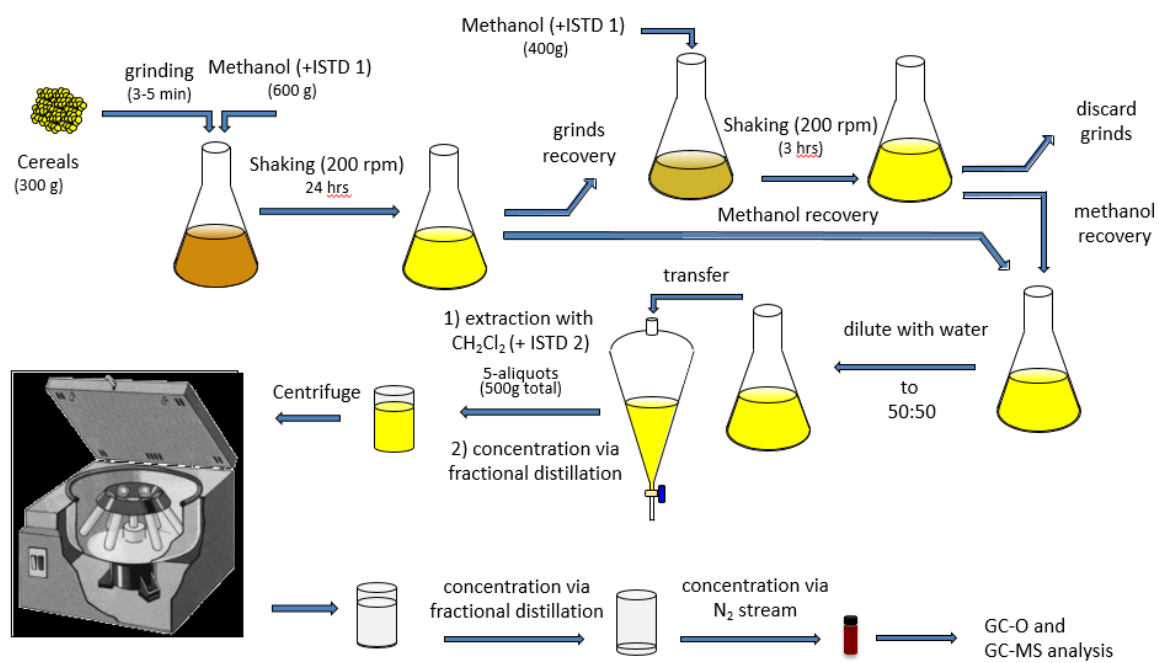 Methanol (+ISTD 1)
(400g)
grinding
(3-5 min)
Methanol (+ISTD 1)
(600 g)
Cereals
(300 g)
Shaking (200 rpm)
24 hrs
grinds
recovery
Shaking (200 rpm)
(3 hrs)
discard
grinds
Methanol recovery
methanol
recovery
transfer
1) extraction with
CH₂Cl₂ (+ ISTD 2)
5-aliquots
(500g total)
2) concentration via
fractional distillation
dilute with water
to
50:50
Centrifuge
concentration via
fractional distillation
concentration via
N₂ stream
GC-O and
GC-MS analysis